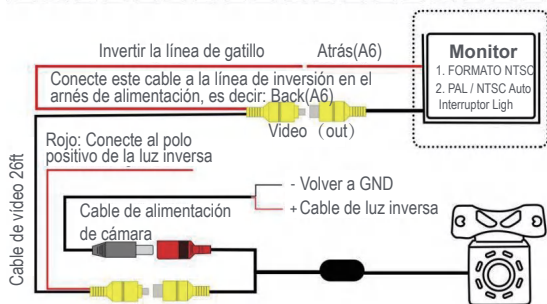 Invertir la línea de gatillo
Atrás(A6)
Conecte este cable a la línea de inversión en el
arnés de alimentación, es decir: Back(A6)
Monitor
1. FORMATO NTSC
2. PAL / NTSC Auto
Interruptor Ligh
Video (out)
Rojo: Conecte al polo
positivo de la luz inversa
Cable de vídeo 26ft
- Volver a GND
+ Cable de luz inversa
Cable de alimentación
de cámara